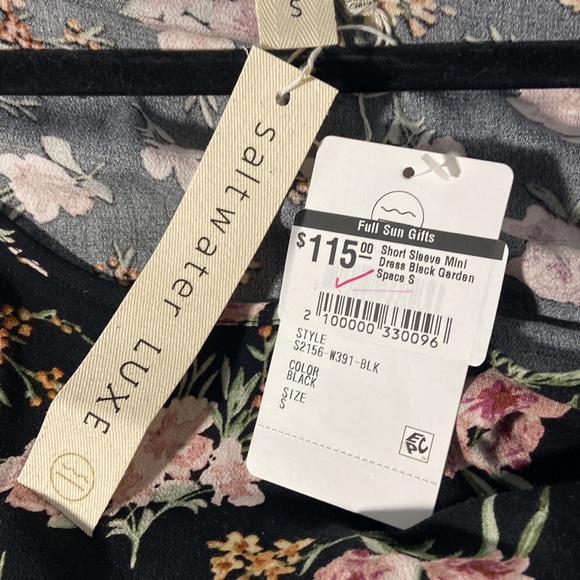 S
saltwater LUXE
Full Sun Gifts
$115.00 Short Sleeve Mini
Dress Black Garden
Space S
2 100000 330096
STYLE
S2156-W391-BLK
COLOR
BLACK
SIZE
S